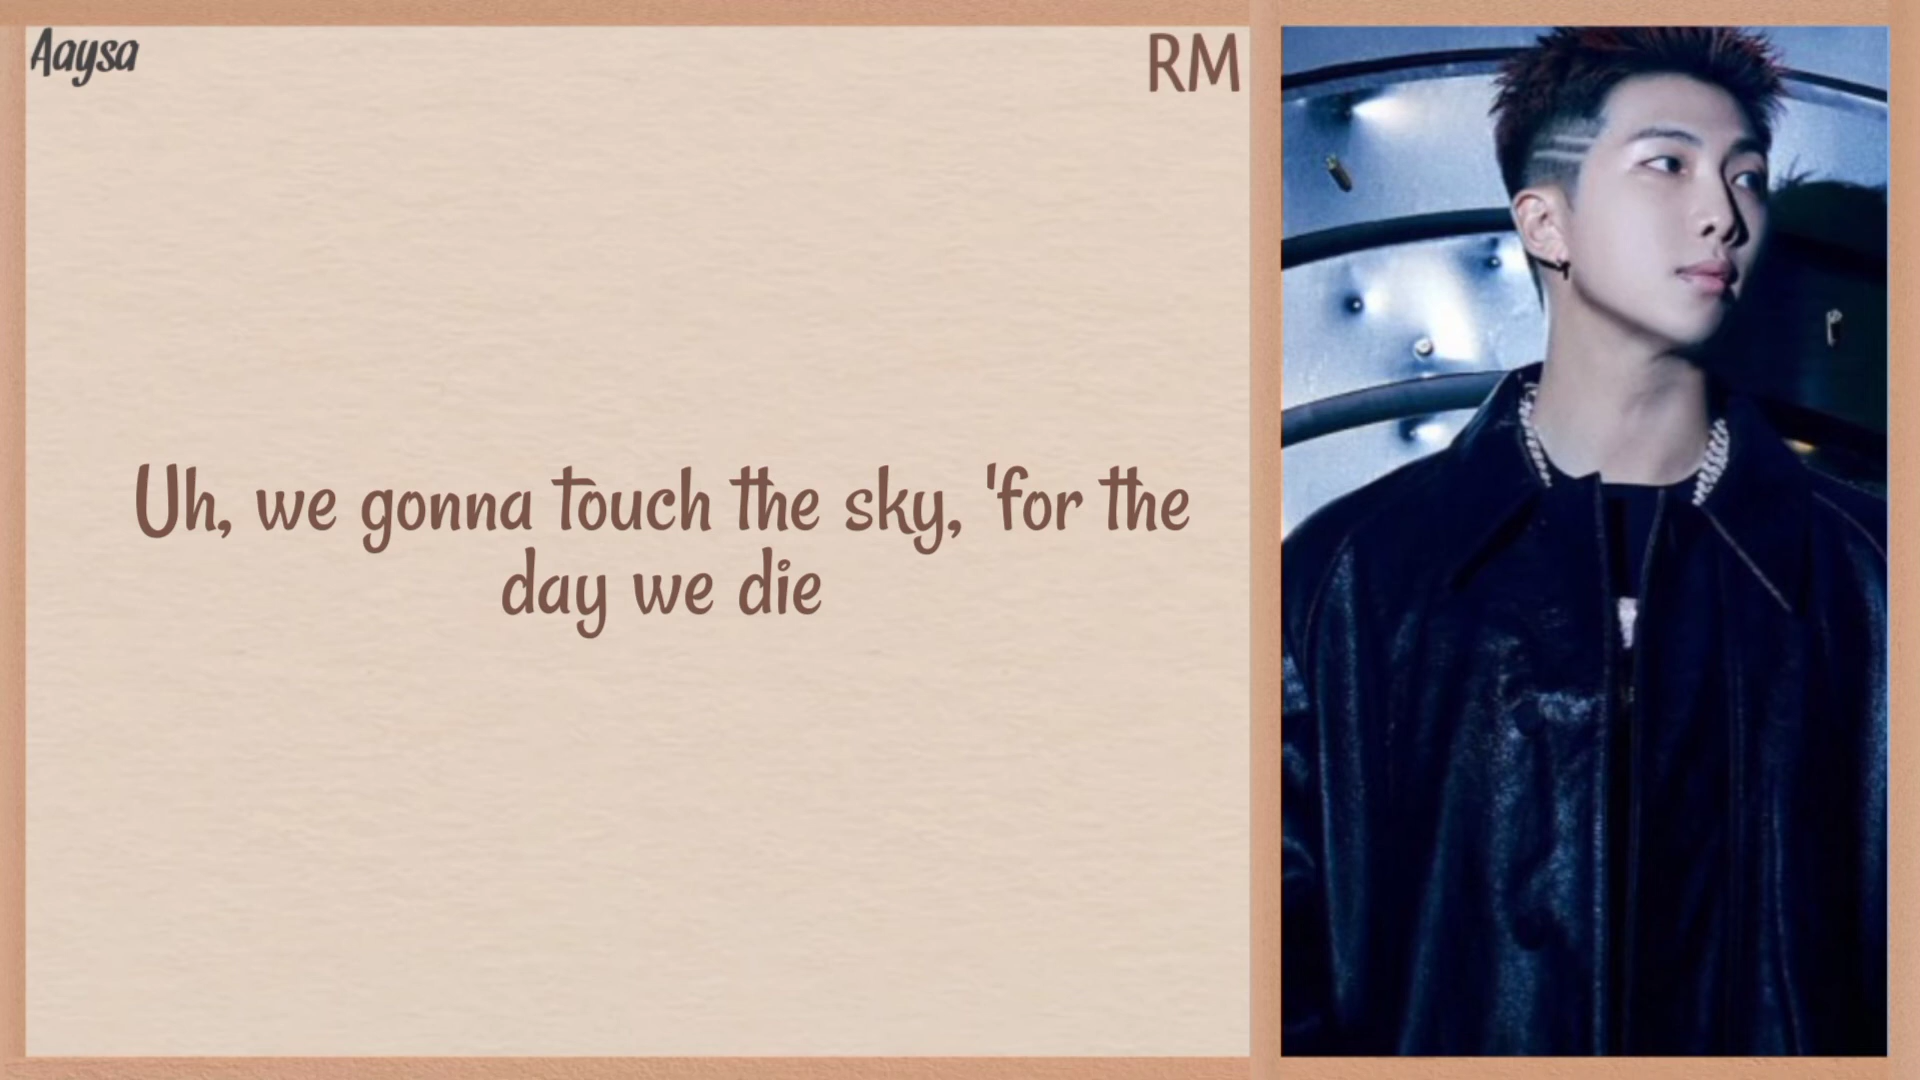 Aaysa
RM
Uh, we gonna touch the sky, 'for the
day we die